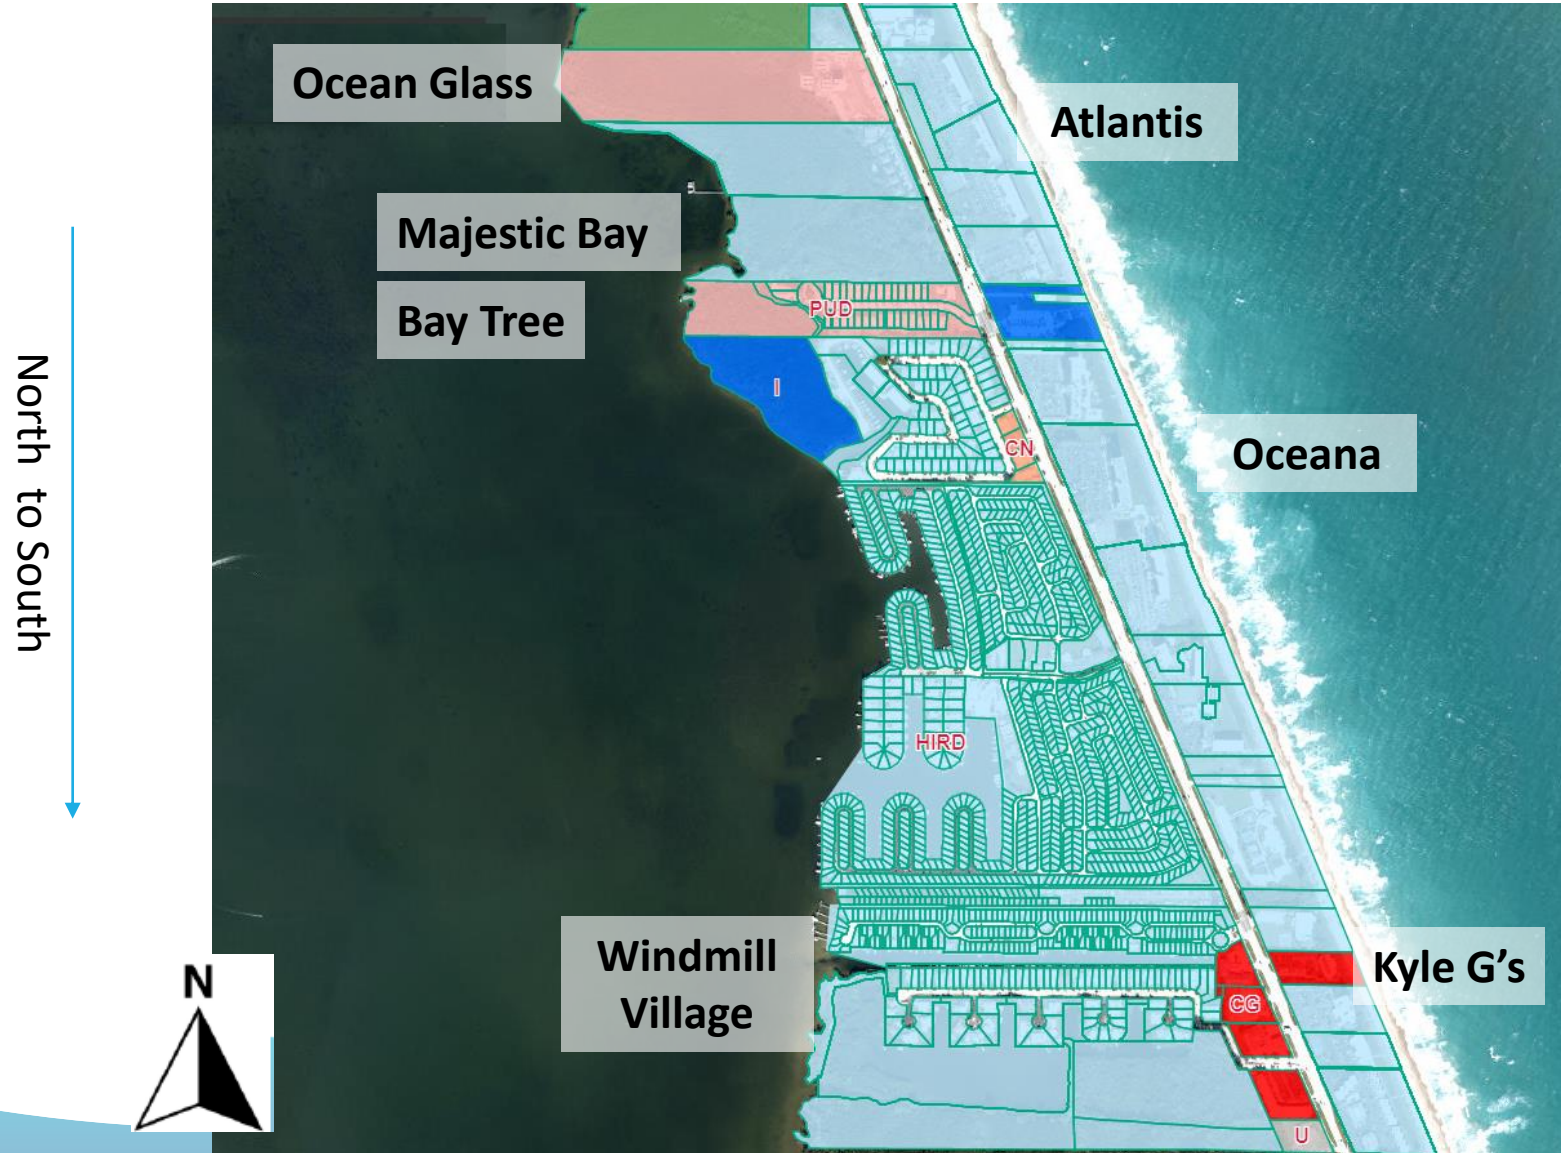 Ocean Glass
Atlantis
Majestic Bay
Bay Tree
PUD
I
Oceana
CN
North to South
HIRD
Windmill
Village
Kyle G’s
CG
N
U